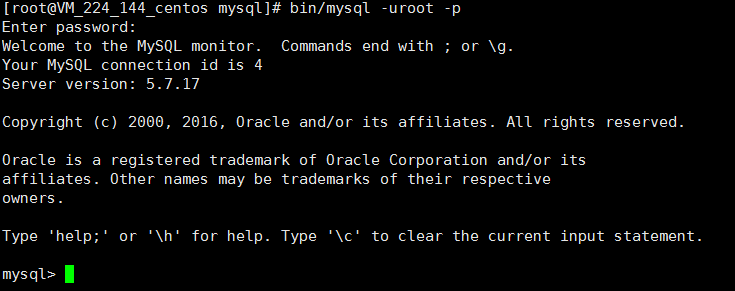 [root@VM_224_144_centos mysql]# bin/mysql -uroot -p
Enter password:
Welcome to the MySQL monitor.  Commands end with ; or \g.
Your MySQL connection id is 4
Server version: 5.7.17

Copyright (c) 2000, 2016, Oracle and/or its affiliates. All rights reserved.

Oracle is a registered trademark of Oracle Corporation and/or its
affiliates. Other names may be trademarks of their respective
owners.

Type 'help;' or '\h' for help. Type '\c' to clear the current input statement.

mysql>